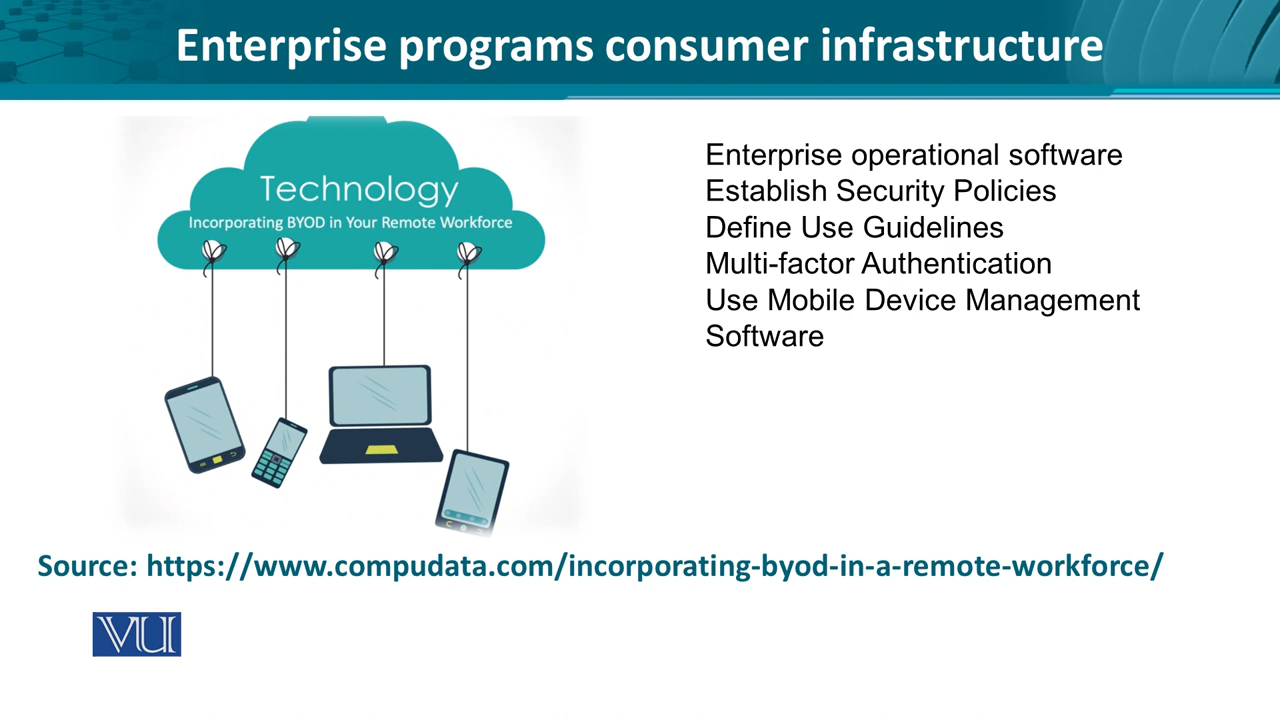 Enterprise programs consumer infrastructure
Technology
Incorporating BYOD in Your Remote Workforce
Enterprise operational software
Establish Security Policies
Define Use Guidelines
Multi-factor Authentication
Use Mobile Device Management
Software
Source: https://www.compudata.com/incorporating-byod-in-a-remote-workforce/
VU